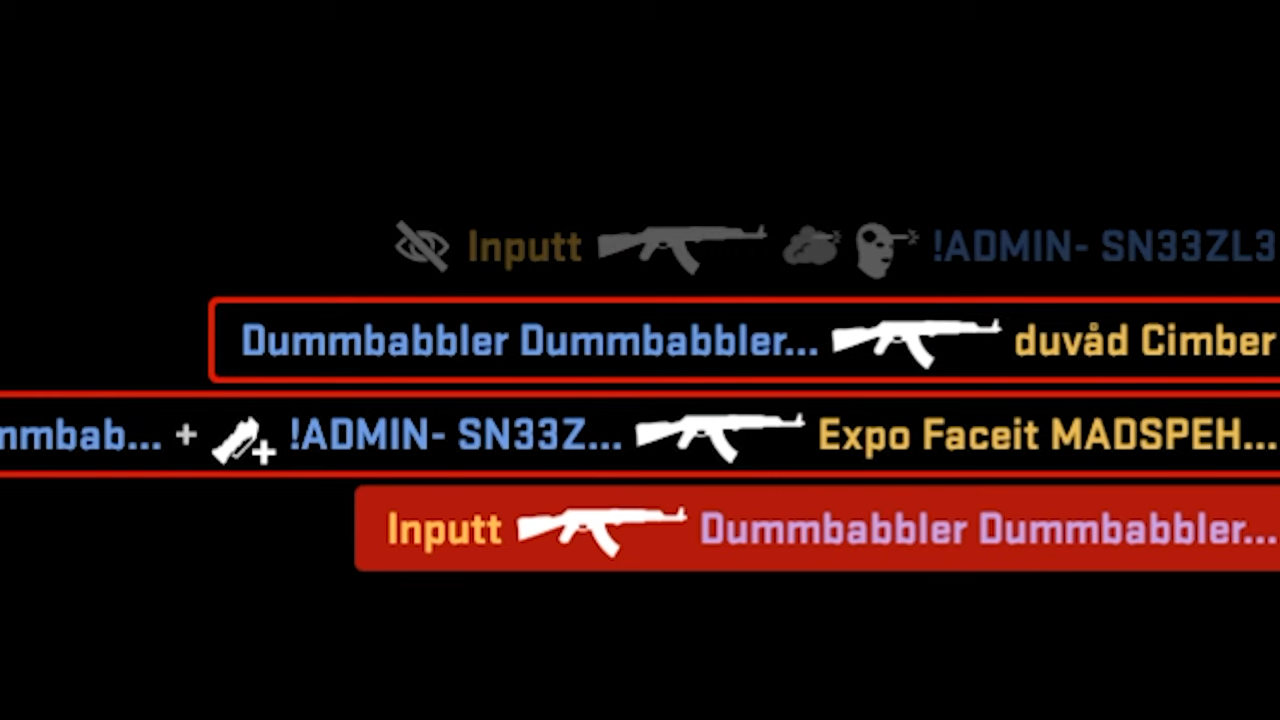 Inputt !ADMIN- SN33ZL3
Dummbabbler Dummbabbler... duvåd Cimber
mmbab... + !ADMIN- SN33Z... Expo Faceit MADSPEH...
Inputt Dummbabbler Dummbabbler...